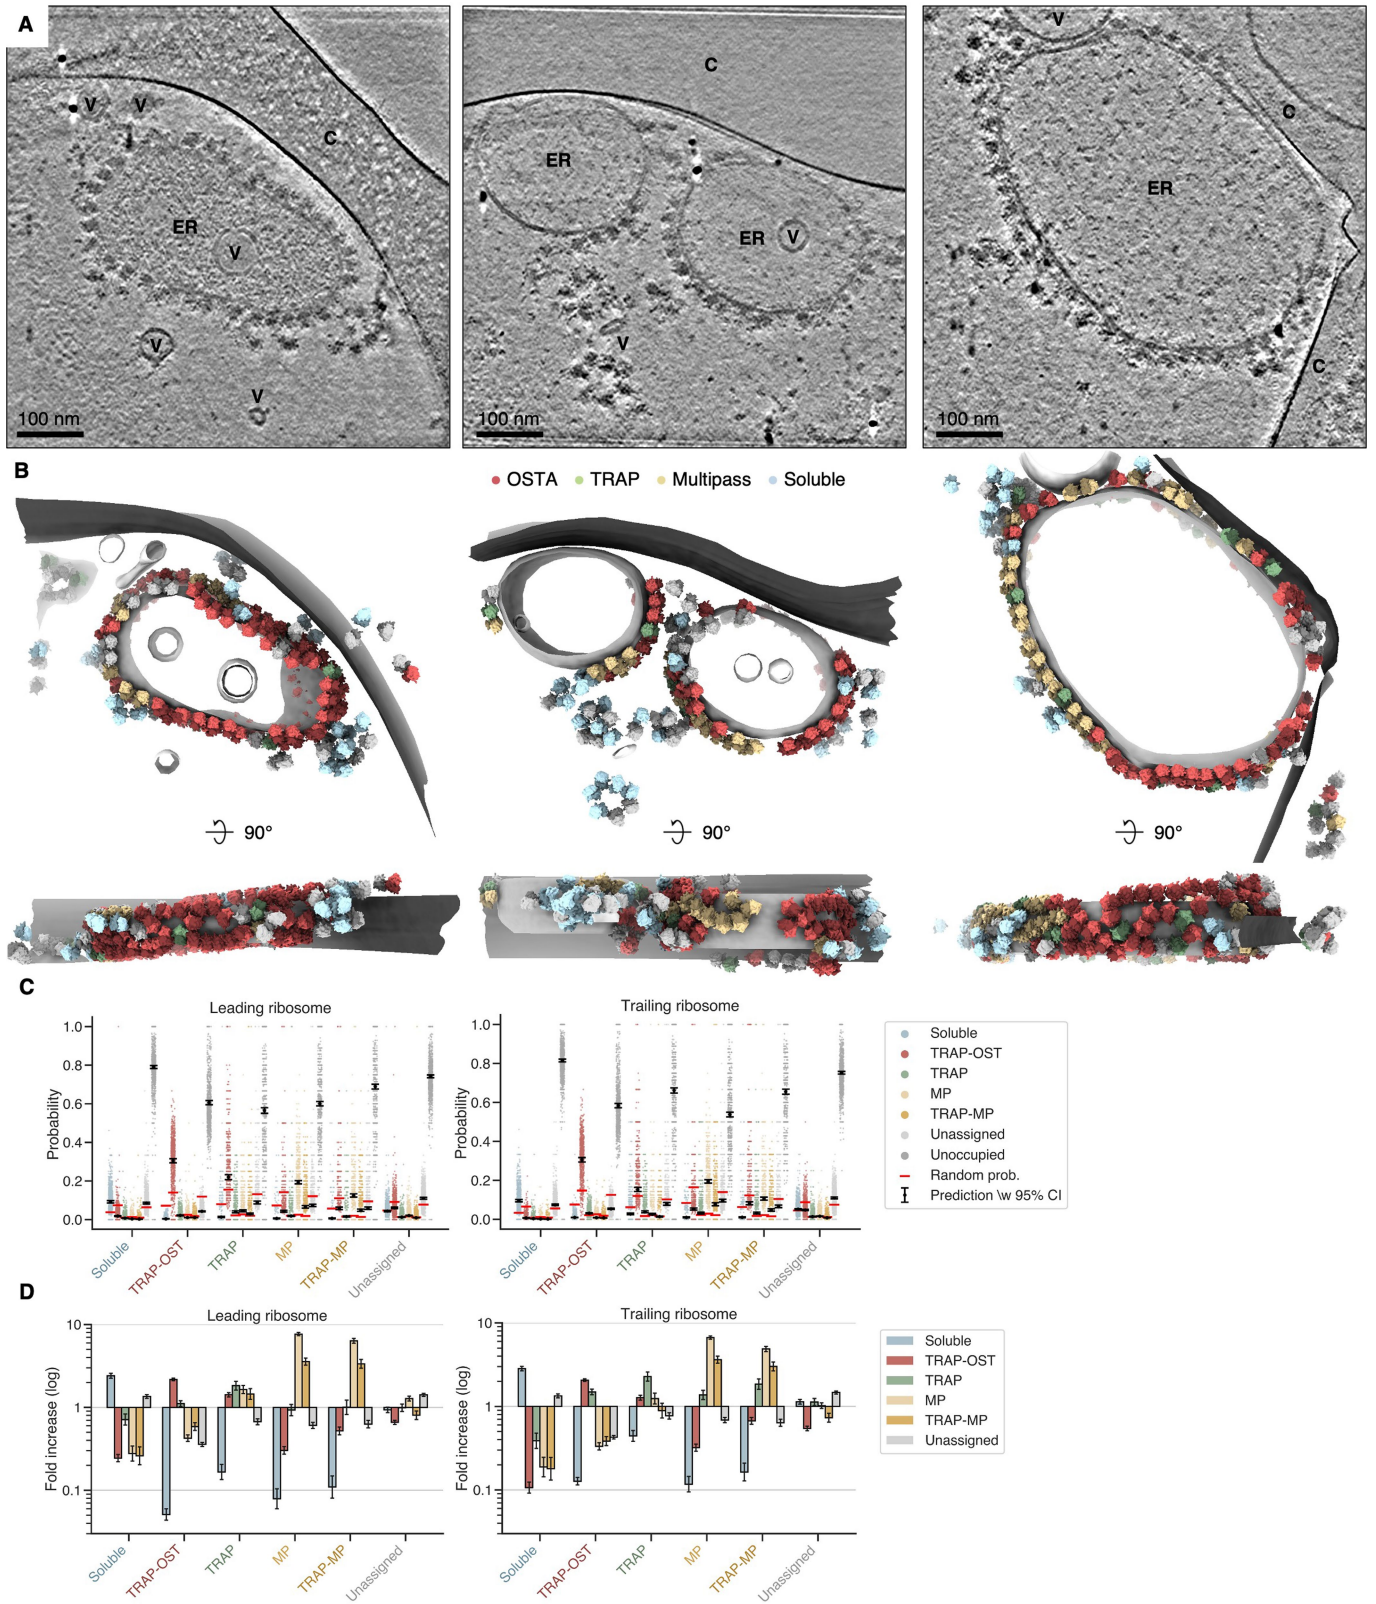 A
V
V
C
ER
V
V
V
100 nm
C
ER
ER
V
V
100 nm
V
C
ER
C
100 nm
B
OSTA
TRAP
Multipass
Soluble
90°
90°
90°
C
Leading ribosome
Probability
1.0
0.8
0.6
0.4
0.2
0.0
Soluble
TRAP-OST
TRAP
MP
TRAP-MP
Unassigned
Trailing ribosome
Probability
1.0
0.8
0.6
0.4
0.2
0.0
Soluble
TRAP-OST
TRAP
MP
TRAP-MP
Unassigned
Soluble
TRAP-OST
TRAP
MP
TRAP-MP
Unassigned
Unoccupied
Random prob.
Prediction \w 95% CI
D
Leading ribosome
Fold increase (log)
10
1
0.1
Soluble
TRAP-OST
TRAP
MP
TRAP-MP
Unassigned
Trailing ribosome
Fold increase (log)
10
1
0.1
Soluble
TRAP-OST
TRAP
MP
TRAP-MP
Unassigned
Soluble
TRAP-OST
TRAP
MP
TRAP-MP
Unassigned